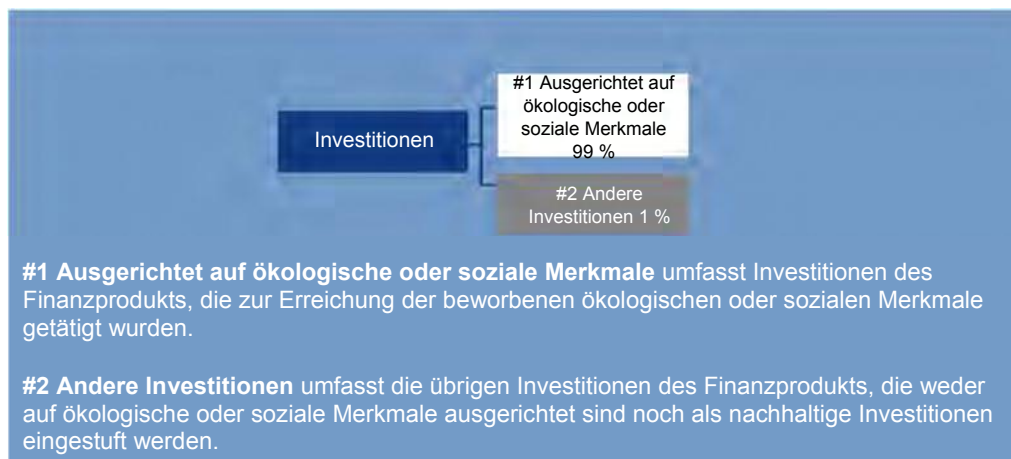 #1 Ausgerichtet auf
ökologische oder
soziale Merkmale
99 %
Investitionen
#2 Andere
Investitionen 1 %
#1 Ausgerichtet auf ökologische oder soziale Merkmale umfasst Investitionen des
Finanzprodukts, die zur Erreichung der beworbenen ökologischen oder sozialen Merkmale
getätigt wurden.
#2 Andere Investitionen umfasst die übrigen Investitionen des Finanzprodukts, die weder
auf ökologische oder soziale Merkmale ausgerichtet sind noch als nachhaltige Investitionen
eingestuft werden.